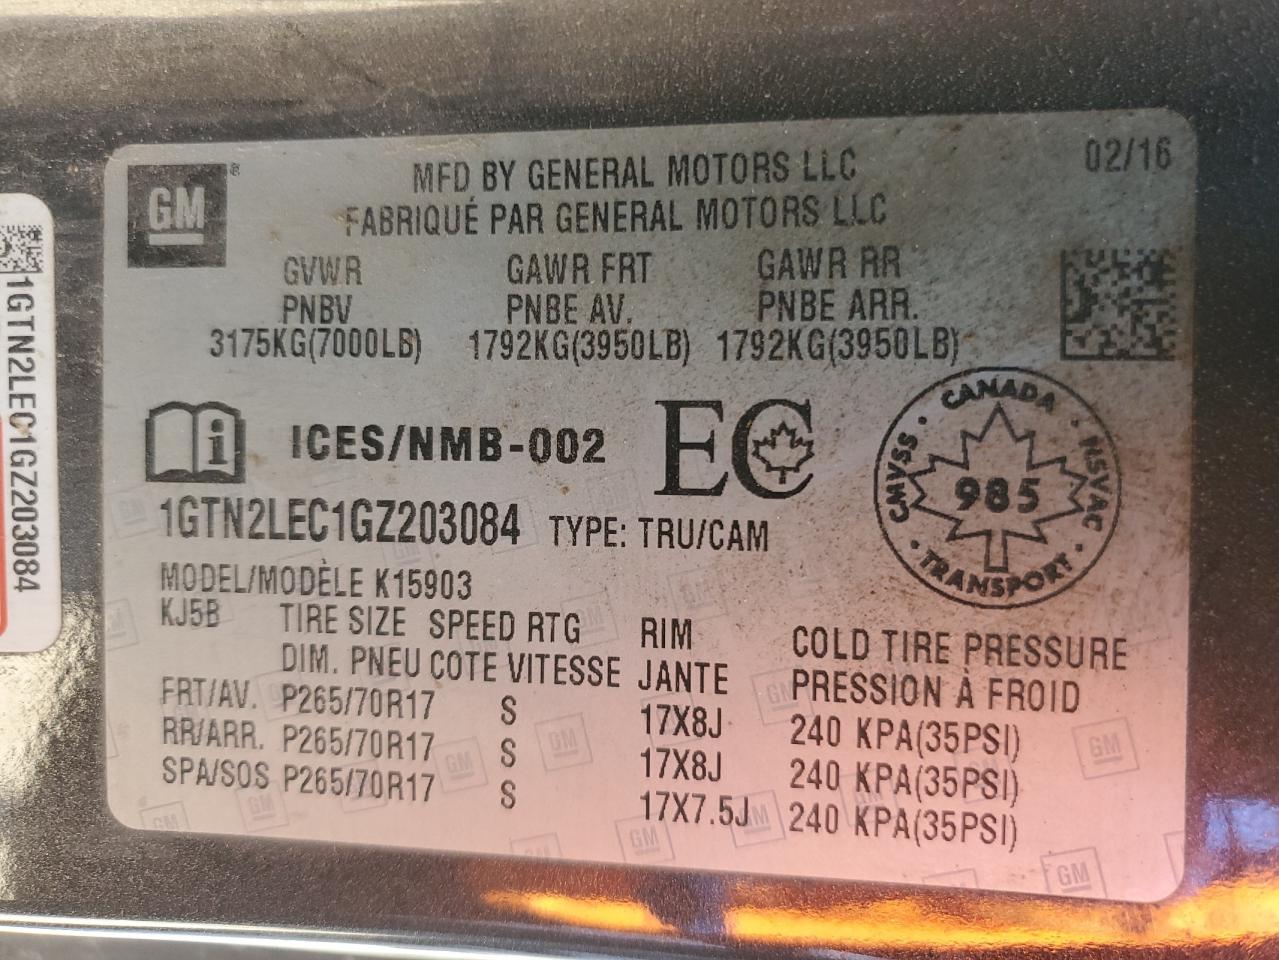 GM
MFD BY GENERAL MOTORS LLC
02/16
FABRIQUÉ PAR GENERAL MOTORS LLC
GVWR GAWR FRT GAWR RR
PNBV PNBE AV. PNBE ARR.
3175KG(7000LB) 1792KG(3950LB) 1792KG(3950LB)
i ICES/NMB-002 EC
CANADA
CMVSS 985 NSVAC
TRANSPORT
1GTN2LEC1GZ203084 TYPE: TRU/CAM
MODEL/MODÈLE K15903
KJ5B TIRE SIZE SPEED RTG RIM COLD TIRE PRESSURE
DIM. PNEU COTE VITESSE JANTE PRESSION À FROID
FRT/AV. P265/70R17 S 17X8J 240 KPA(35PSI)
RR/ARR. P265/70R17 S 17X8J 240 KPA(35PSI)
SPA/SOS P265/70R17 S 17X7.5J 240 KPA(35PSI)
1GTN2LEC1GZ203084